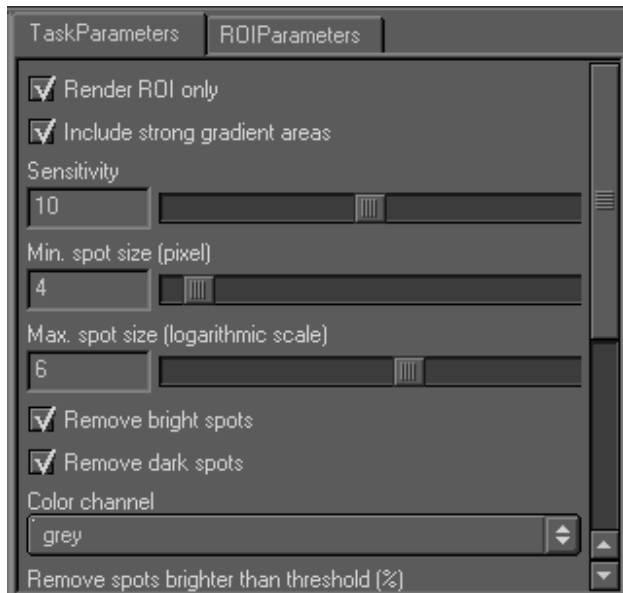 TaskParameters ROIParameters
Render ROI only
Include strong gradient areas
Sensitivity
10
Min. spot size (pixel)
4
Max. spot size (logarithmic scale)
6
Remove bright spots
Remove dark spots
Color channel
grey
Remove spots brighter than threshold (%)